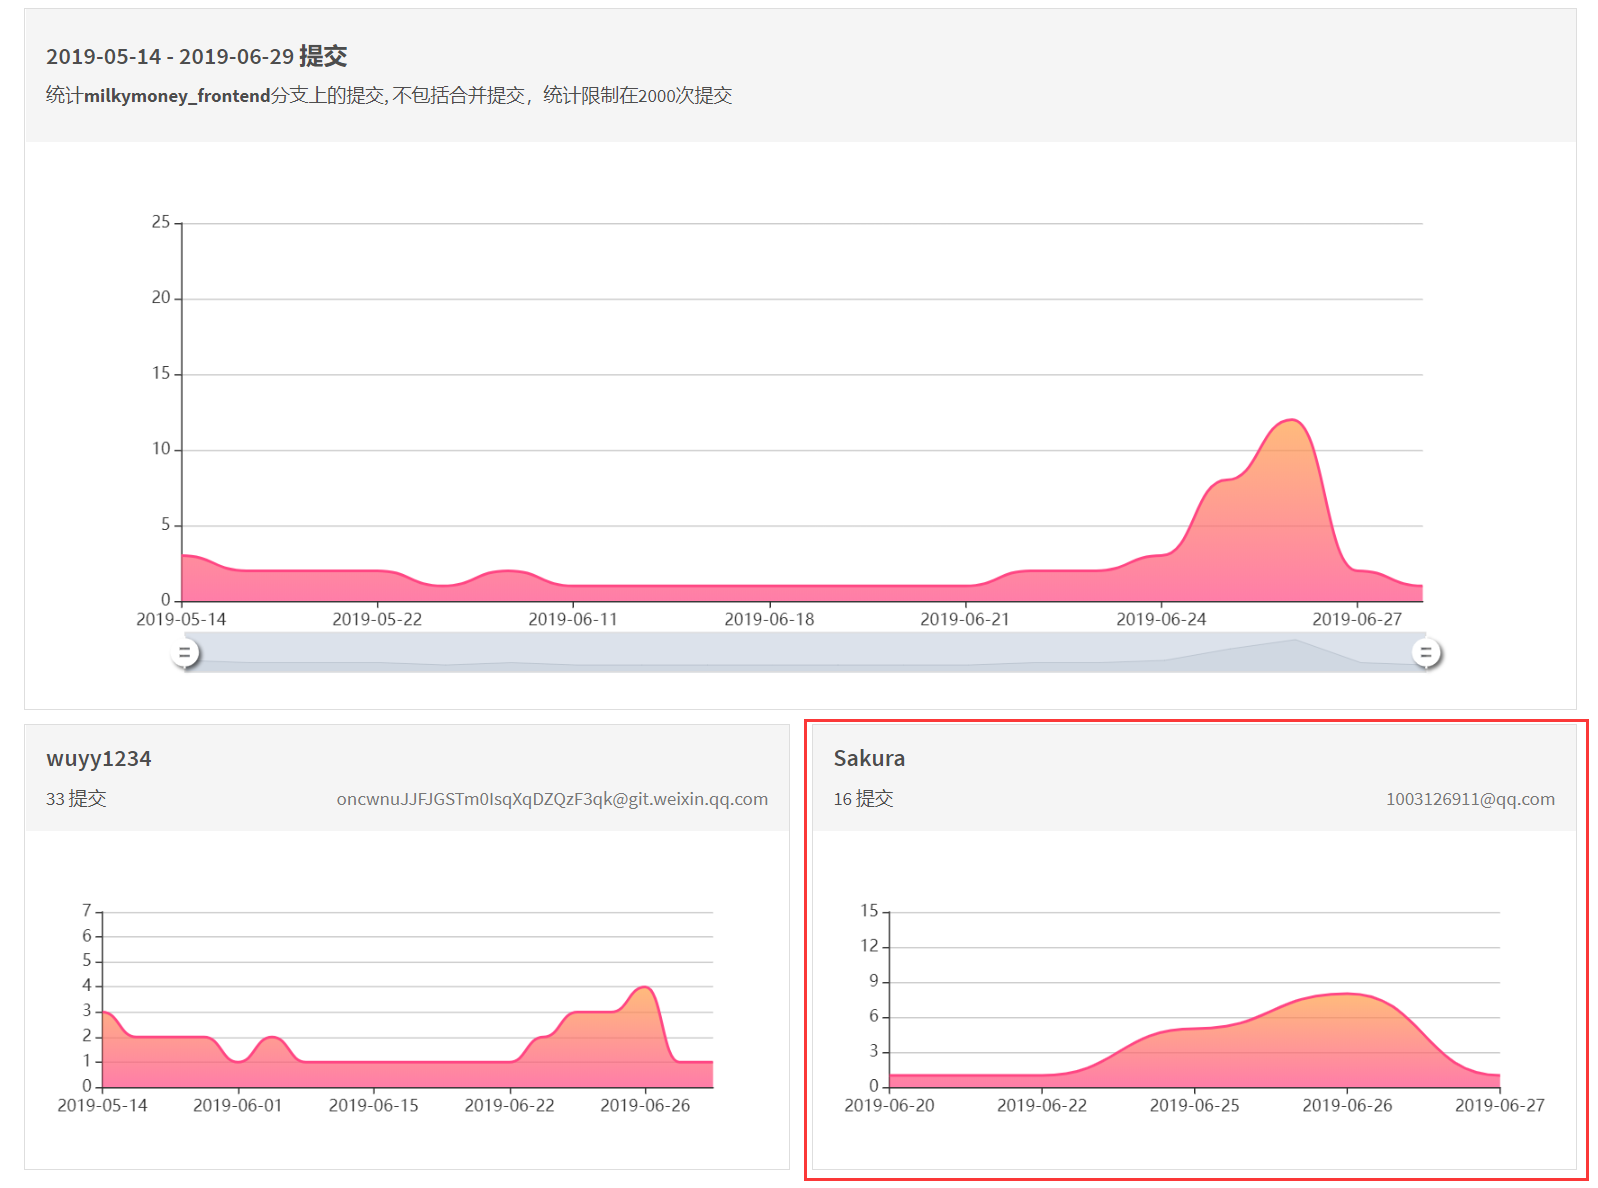 2019-05-14 - 2019-06-29 提交
统计milkymoney_frontend分支上的提交, 不包括合并提交，统计限制在2000次提交
25
20
15
10
5
0
2019-05-14 2019-05-22 2019-06-11 2019-06-18 2019-06-21 2019-06-24 2019-06-27
wuyy1234
33 提交 oncwnuJJFJGSTm0IsqXqDZQzF3qk@git.weixin.qq.com
7
6
5
4
3
2
1
0
2019-05-14 2019-06-01 2019-06-15 2019-06-22 2019-06-26
Sakura
16 提交 1003126911@qq.com
15
12
9
6
3
0
2019-06-20 2019-06-22 2019-06-25 2019-06-26 2019-06-27